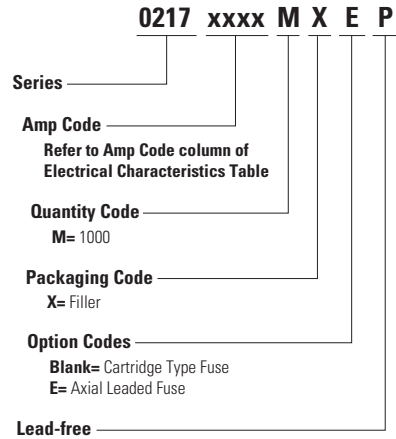 0217 xxxx M X E P
Series
Amp Code
Refer to Amp Code column of
Electrical Characteristics Table
Quantity Code
M= 1000
Packaging Code
X= Filler
Option Codes
Blank= Cartridge Type Fuse
E= Axial Leaded Fuse
Lead-free